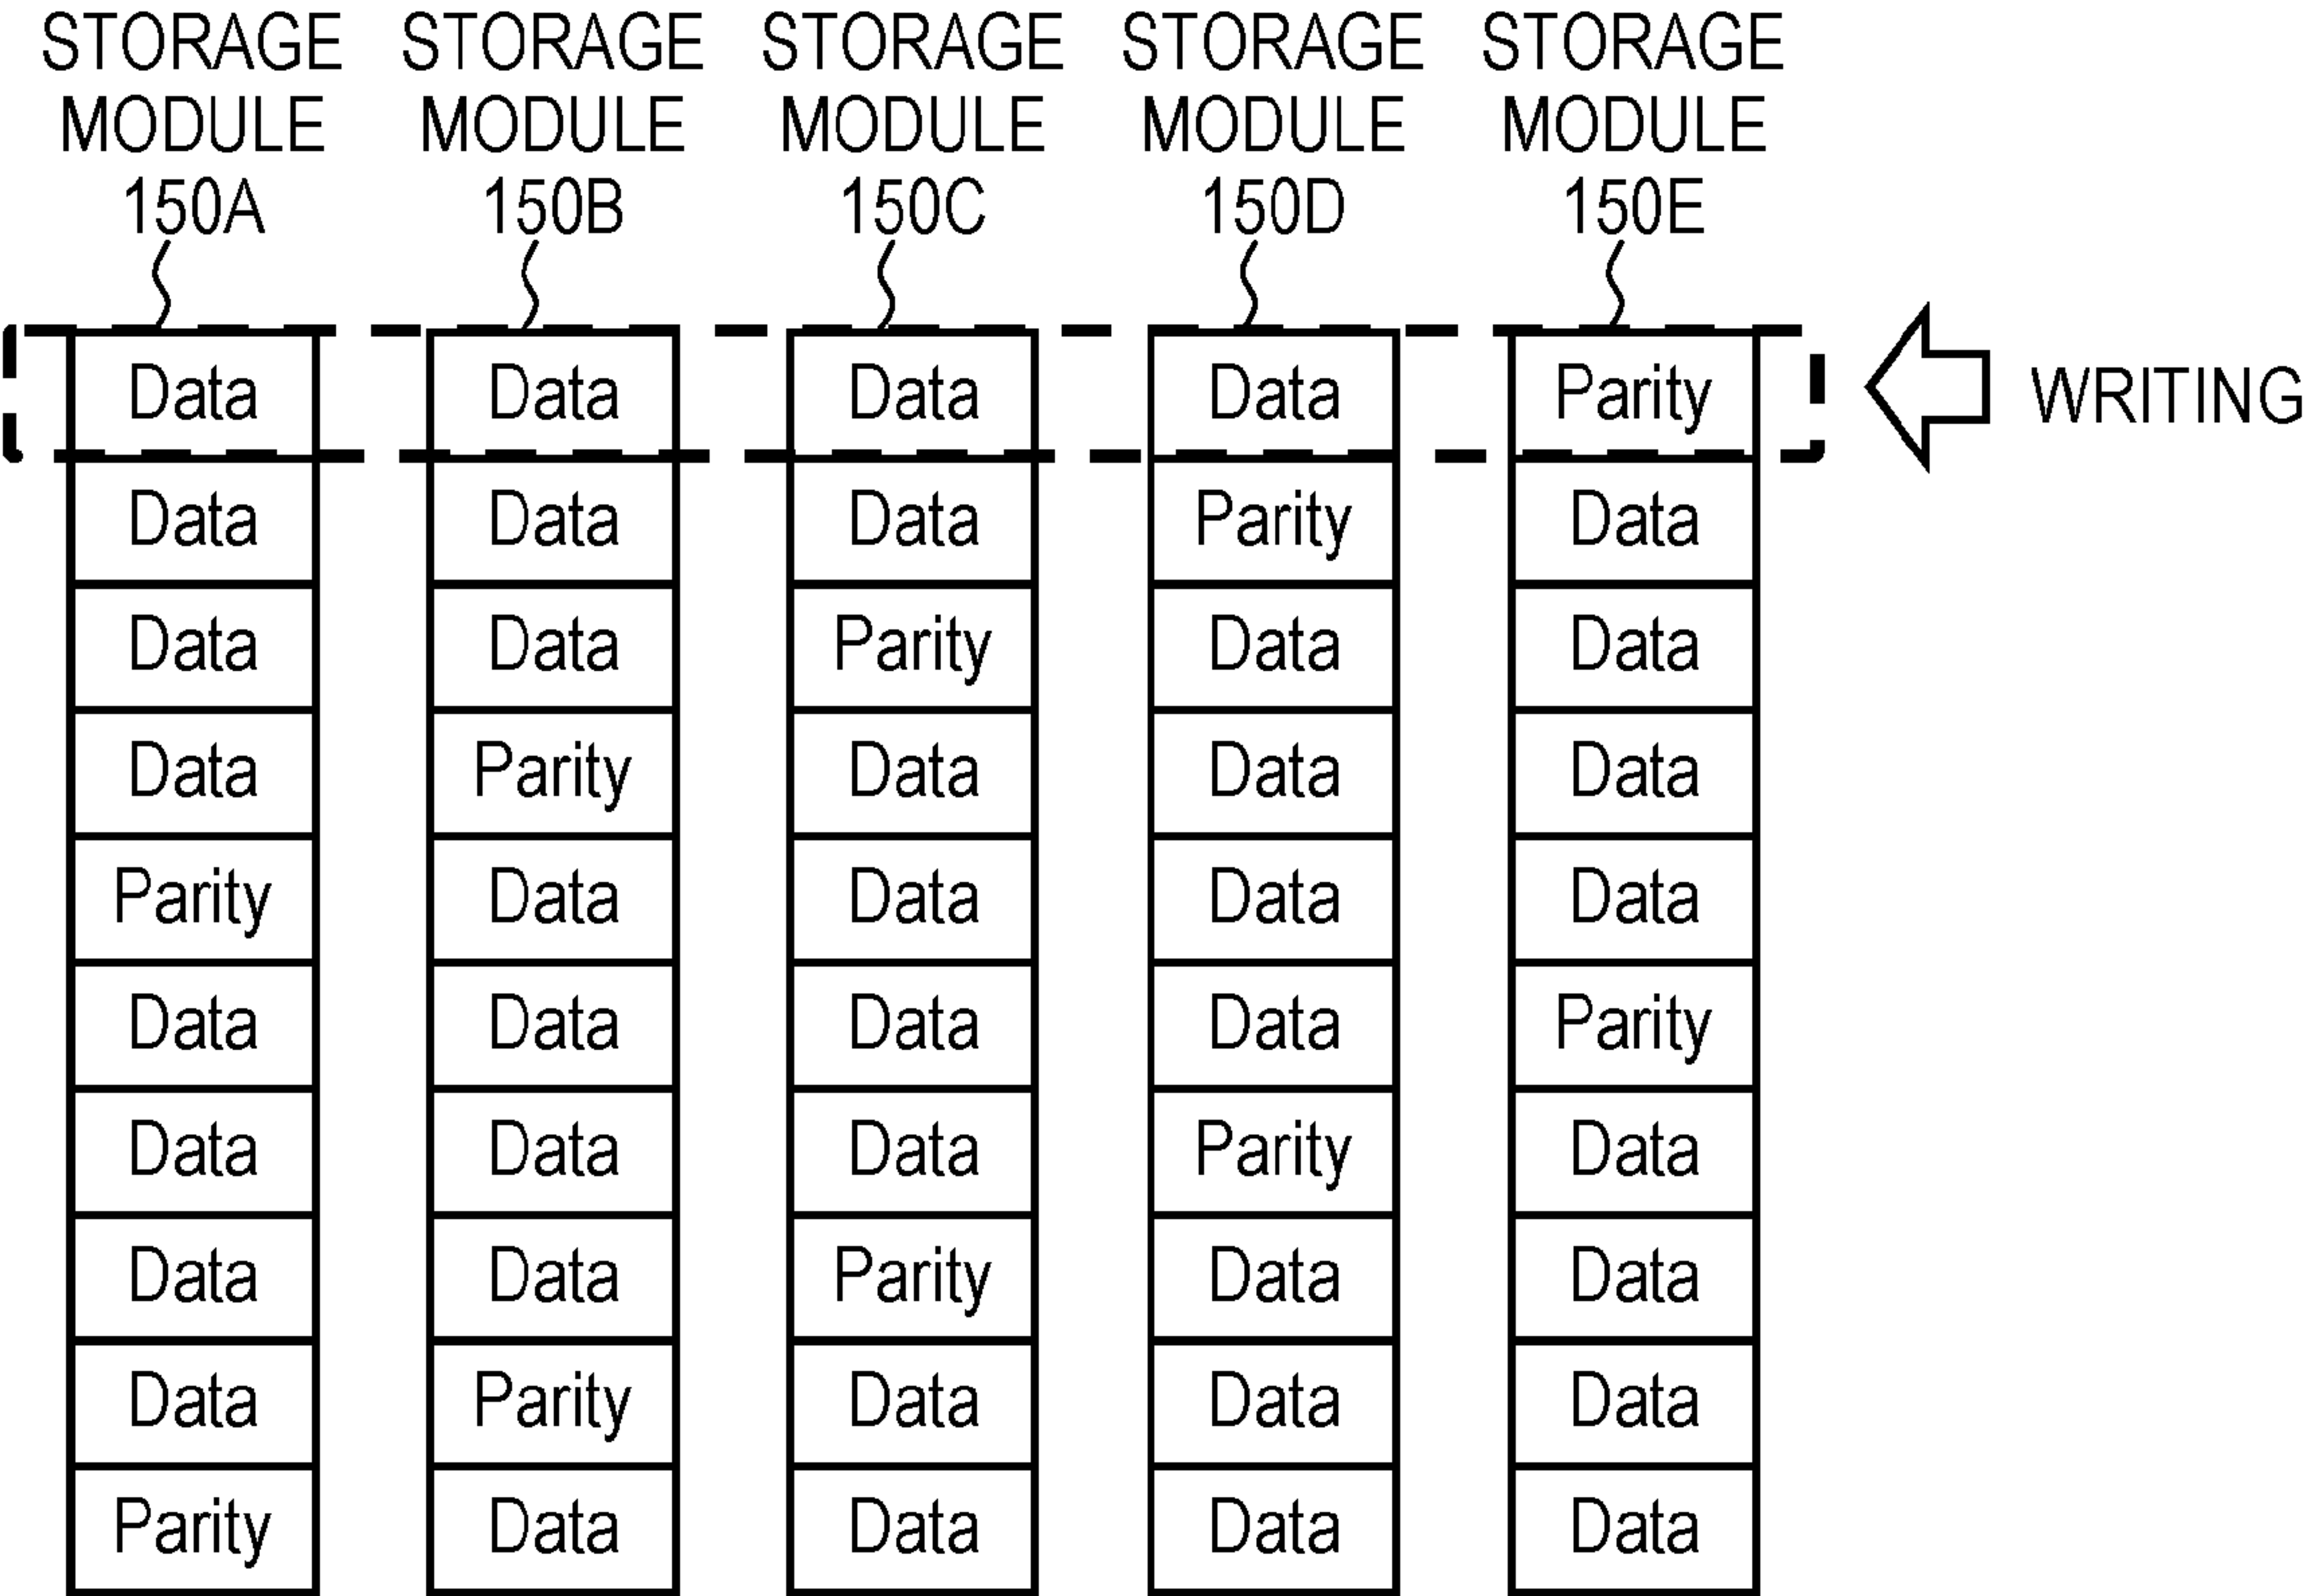 STORAGE STORAGE STORAGE STORAGE STORAGE
MODULE MODULE MODULE MODULE MODULE
150A 150B 150C 150D 150E
Data Data Data Data Parity WRITING
Data Data Data Parity Data
Data Data Parity Data Data
Data Parity Data Data Data
Parity Data Data Data Data
Data Data Data Data Parity
Data Data Data Parity Data
Data Data Parity Data Data
Data Parity Data Data Data
Parity Data Data Data Data